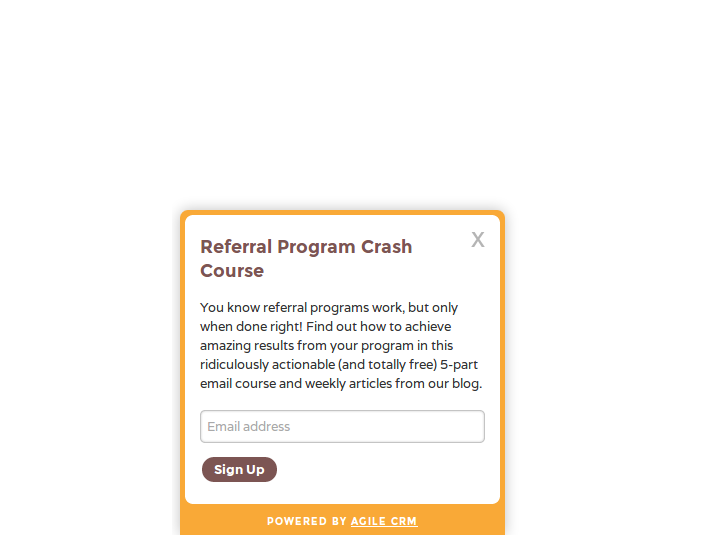 Referral Program Crash
Course
X
You know referral programs work, but only
when done right! Find out how to achieve
amazing results from your program in this
ridiculously actionable (and totally free) 5-part
email course and weekly articles from our blog.
Email address
Sign Up
POWERED BY AGILE CRM